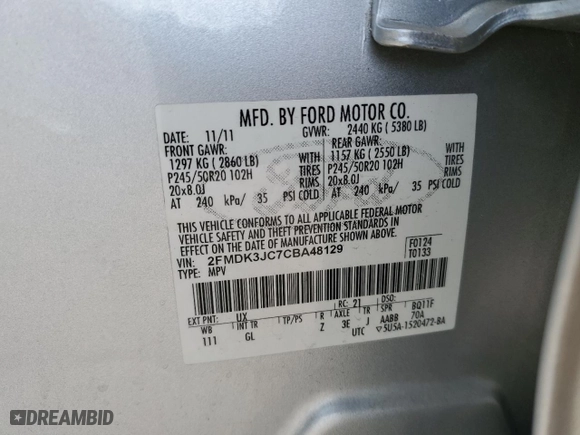 MFD. BY FORD MOTOR CO.
DATE: 11/11 GVWR: 2440 KG ( 5380 LB)
FRONT GAWR: REAR GAWR:
1297 KG ( 2860 LB) WITH 1157 KG ( 2550 LB) WITH
P245/50R20 102H TIRES P245/50R20 102H TIRES
20x8.0J RIMS 20x8.0J RIMS
AT 240 kPa/ 35 PSI COLD AT 240 kPa/ 35 PSI COLD
THIS VEHICLE CONFORMS TO ALL APPLICABLE FEDERAL MOTOR
VEHICLE SAFETY AND THEFT PREVENTION STANDARDS IN EFFECT
ON THE DATE OF MANUFACTURE SHOWN ABOVE.
VIN: 2FMDK3JC7CBA48129 F0124
TYPE: MPV T0133
EXT PNT: UX RC: 21 DSO:
WB INT TR TP/PS R AXLE TR SPR BQ11F
111 GL Z 3E J AABB 70A
UTC 5U5A-1520472-BA
DREAMBID